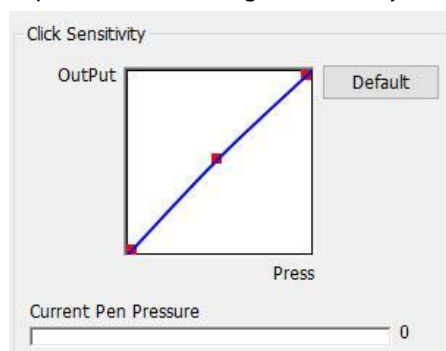 Click Sensitivity
OutPut
Default
Press
Current Pen Pressure
0